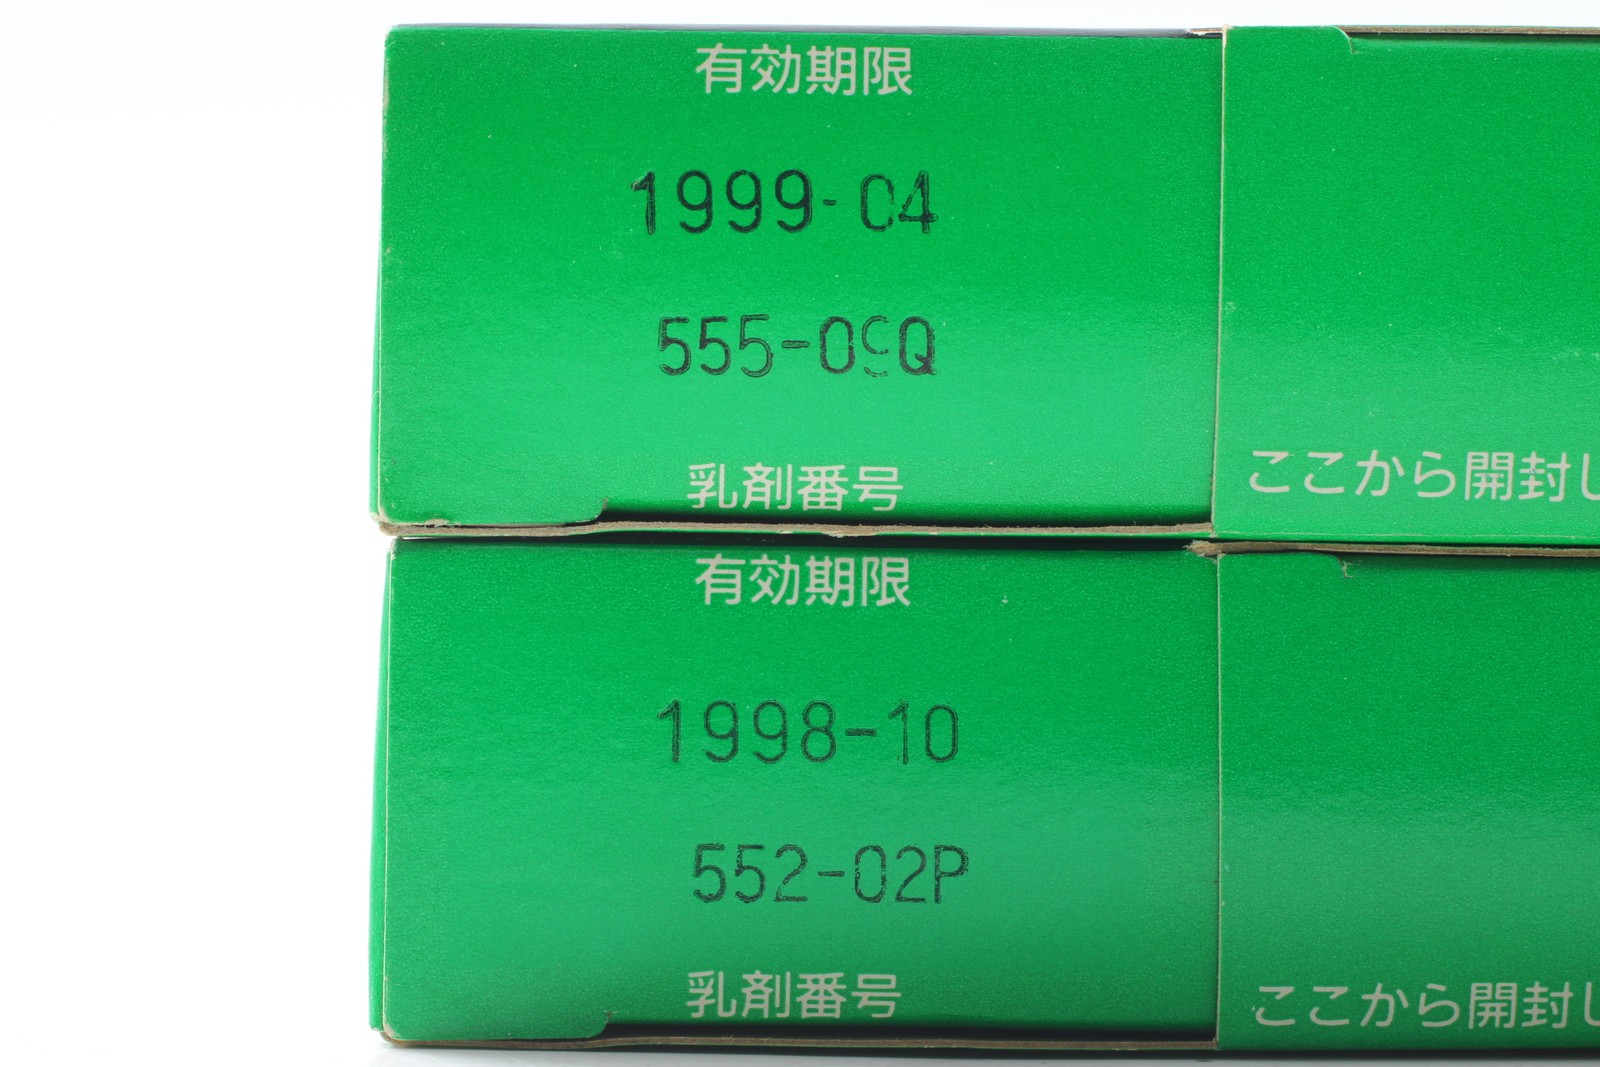 有効期限
1999-04
555-0
乳剤番号
ここから開封し
有効期限
1998-10
552-02P
乳剤番号
ここから開封し